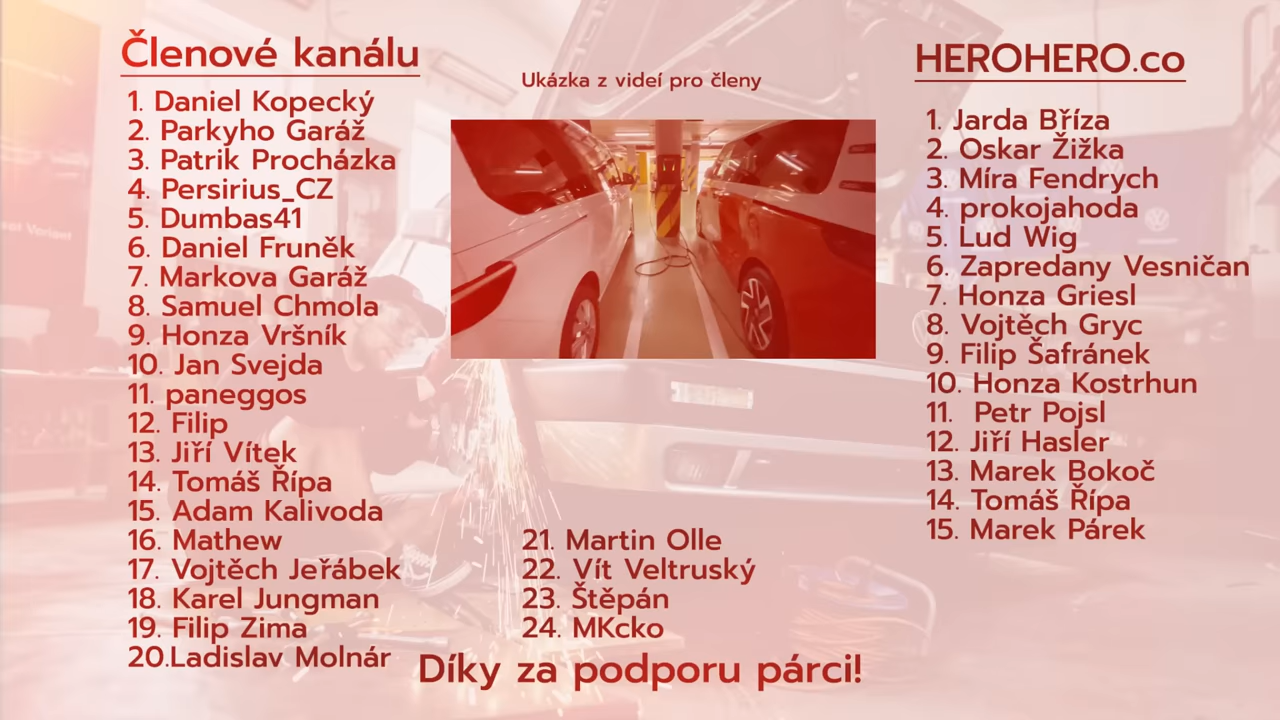 Členové kanálu
1. Daniel Kopecký
2. Parkyho Garáž
3. Patrik Procházka
4. Persirius_CZ
5. Dumbas41
6. Daniel Fruněk
7. Markova Garáž
8. Samuel Chmola
9. Honza Vršník
10. Jan Svejda
11. paneggos
12. Filip
13. Jiří Vítek
14. Tomáš Řípa
15. Adam Kalivoda
16. Mathew
17. Vojtěch Jeřábek
18. Karel Jungman
19. Filip Zima
20.Ladislav Molnár
Ukázka z videí pro členy
21. Martin Olle
22. Vít Veltruský
23. Štěpán
24. MKcko
HEROHERO.co
1. Jarda Bříza
2. Oskar Žižka
3. Míra Fendrych
4. prokojahoda
5. Lud Wig
6. Zapredany Vesničan
7. Honza Griesl
8. Vojtěch Gryc
9. Filip Šafránek
10. Honza Kostrhun
11. Petr Pojsl
12. Jiří Hasler
13. Marek Bokoč
14. Tomáš Řípa
15. Marek Párek
Díky za podporu párci!